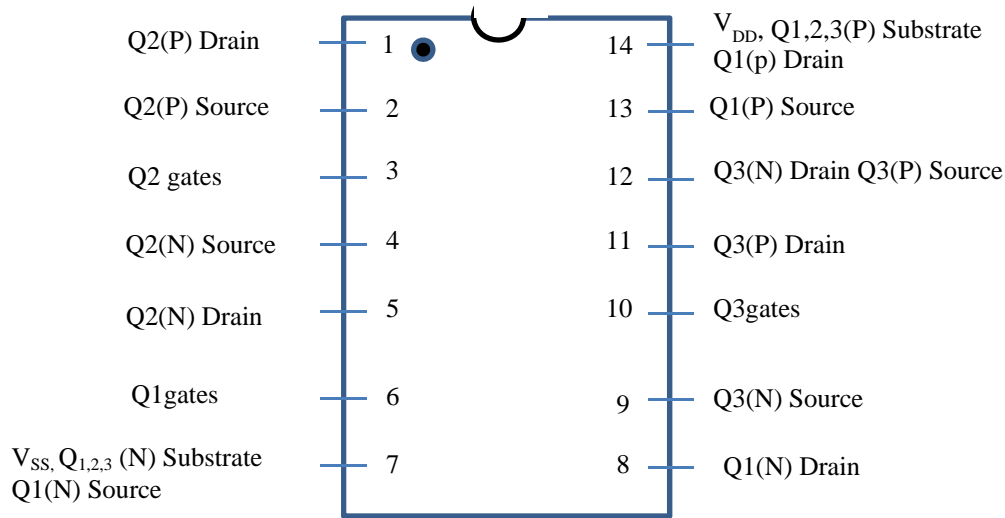 Q2(P) Drain 1
Q2(P) Source 2
Q2 gates 3
Q2(N) Source 4
Q2(N) Drain 5
Q1gates 6
VSS, Q1,2,3 (N) Substrate 7
Q1(N) Source
14 VDD, Q1,2,3(P) Substrate
Q1(p) Drain
13 Q1(P) Source
12 Q3(N) Drain Q3(P) Source
11 Q3(P) Drain
10 Q3gates
9 Q3(N) Source
8 Q1(N) Drain